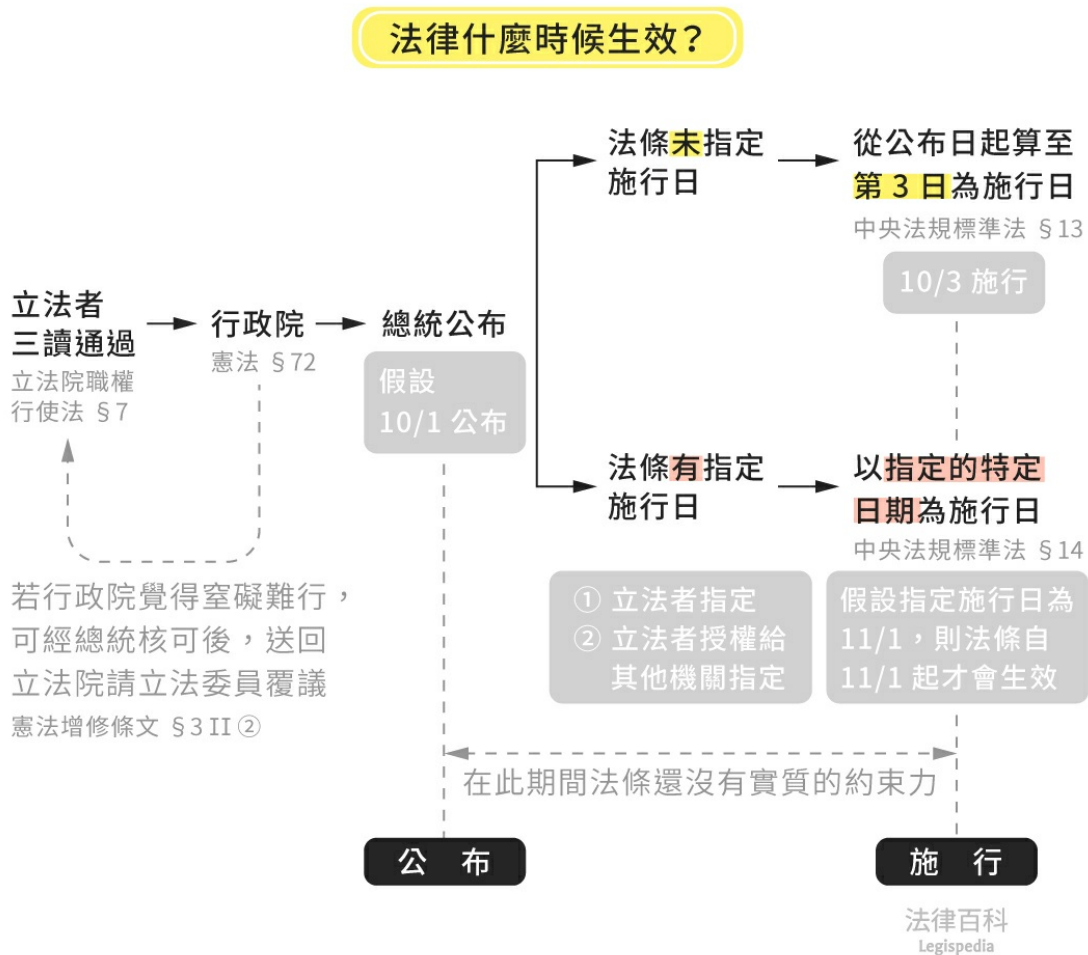 法律什麼時候生效?
立法者
三讀通過
立法院職權
行使法 §7
行政院
憲法 §72
總統公布
假設
10/1 公布
法條未指定
施行日
從公布日起算至
第 3 日為施行日
中央法規標準法 §13
10/3 施行
法條有指定
施行日
以指定的特定
日期為施行日
中央法規標準法 §14
① 立法者指定
② 立法者授權給
其他機關指定
假設指定施行日為
11/1,則法條自
11/1 起才會生效
若行政院覺得窒礙難行,
可經總統核可後,送回
立法院請立法委員覆議
憲法增修條文 §3 II ②
在此期間法條還沒有實質的約束力
公 布
施 行
法律百科
Legispedia